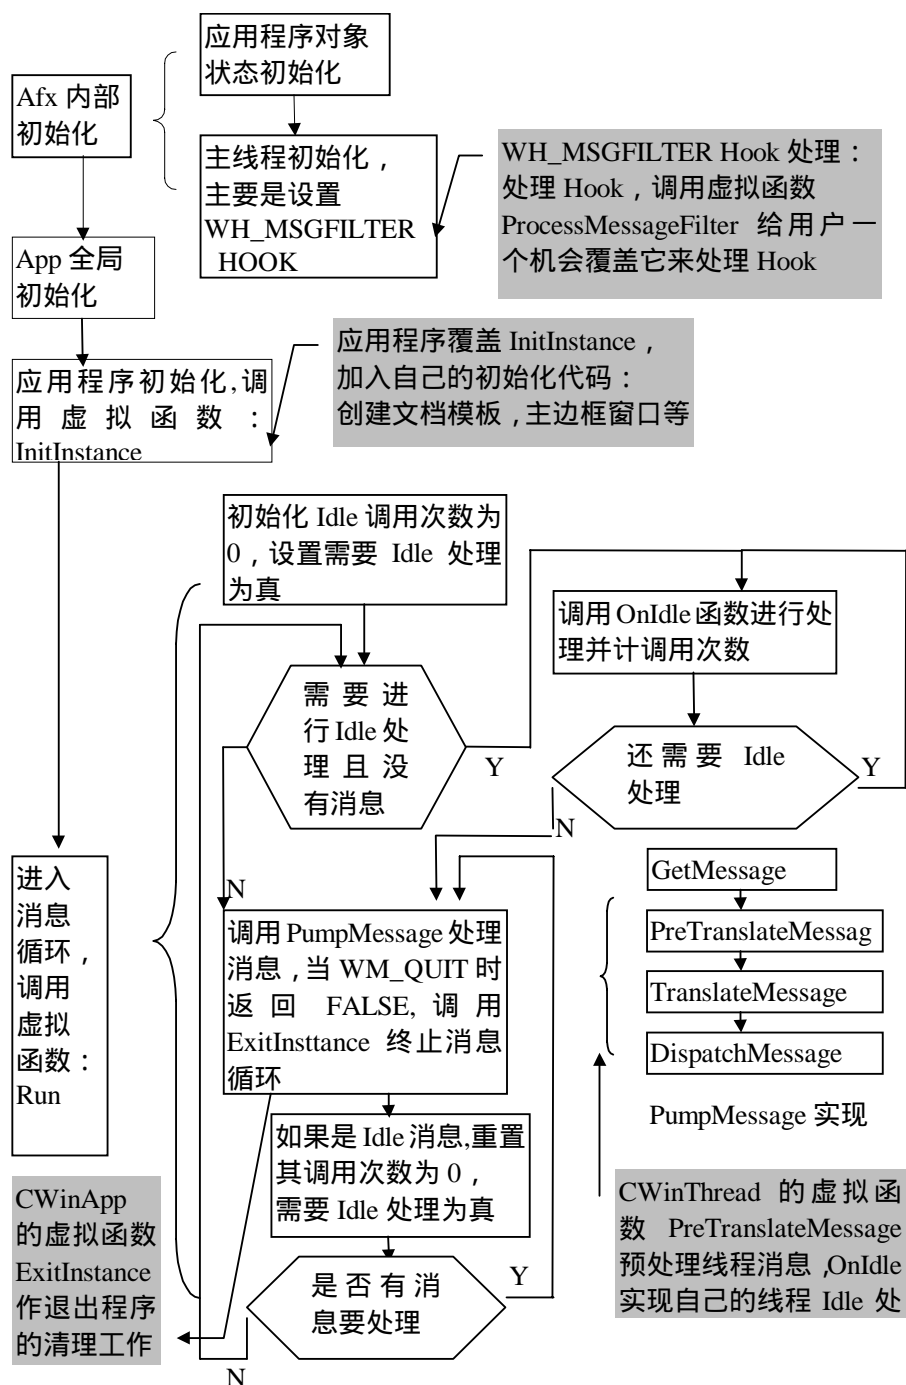 应用程序对象
状态初始化
Afx 内部
初始化
主线程初始化，
主要是设置
WH_MSGFILTER
HOOK
WH_MSGFILTER Hook 处理：
处理 Hook，调用虚拟函数
ProcessMessageFilter 给用户一
个机会覆盖它来处理 Hook
App 全局
初始化
应用程序覆盖 InitInstance，
加入自己的初始化代码：
创建文档模板，主边框窗口等
应用程序初始化,调
用虚拟函数：
InitInstance
初始化 Idle 调用次数为
0，设置需要 Idle 处理
为真
调用 OnIdle 函数进行处
理并计调用次数
需要进
行 Idle 处
理且没
有消息
Y
还需要 Idle
处理
Y
N
N
进入
消息
循环，
调用
虚拟
函数：
Run
调用 PumpMessage 处理
消息，当 WM_QUIT 时
返回 FALSE, 调用
ExitInsttance 终止消息
循环
GetMessage
PreTranslateMessag
TranslateMessage
DispatchMessage
PumpMessage 实现
如果是 Idle 消息,重置
其调用次数为 0，
需要 Idle 处理为真
CWinApp
的虚拟函数
ExitInstance
作退出程序
的清理工作
CWinThread 的虚拟函
数 PreTranslateMessage
预处理线程消息,OnIdle
实现自己的线程 Idle 处
是否有消
息要处理
Y
N